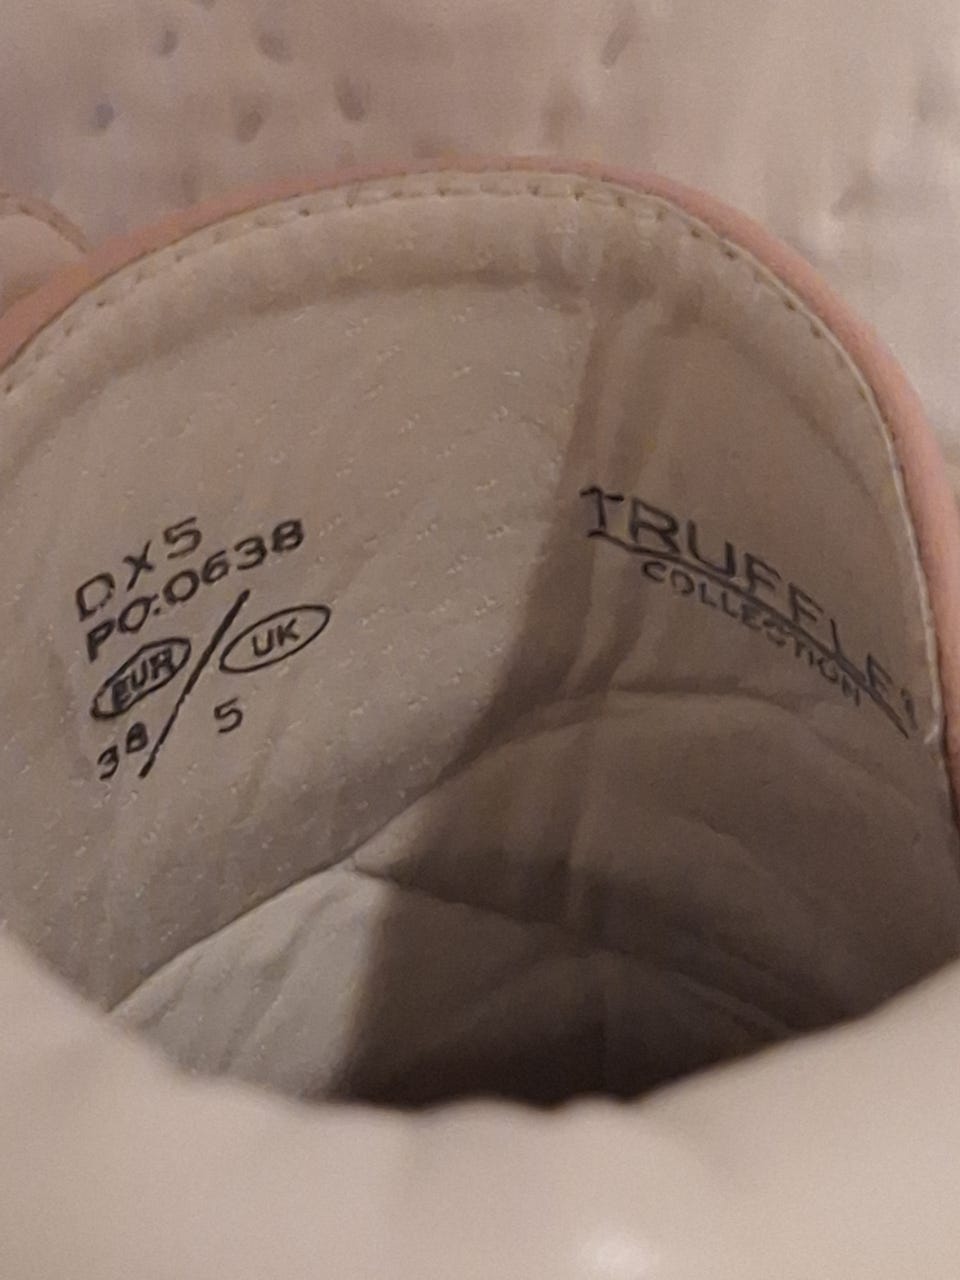 DX5
PO:0638
EUR / UK
38 / 5
TRUFFLE
COLLECTION